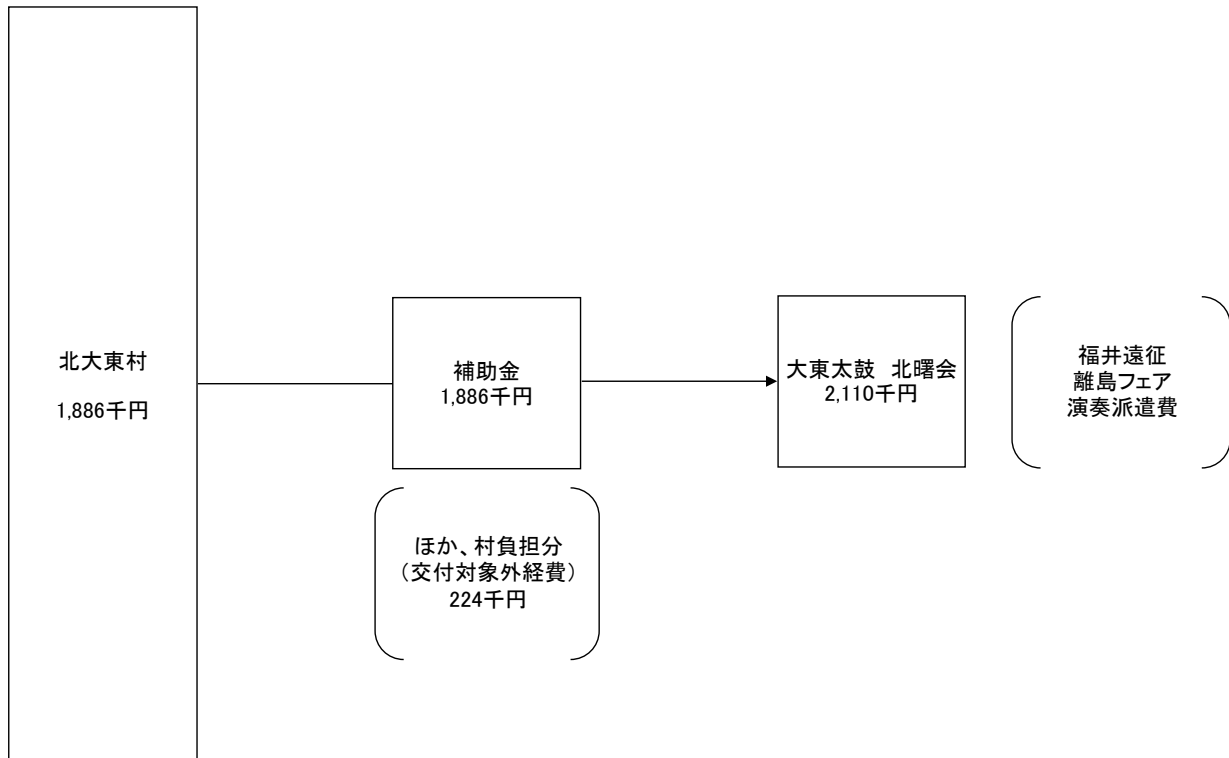 北大東村
1,886千円
補助金
1,886千円
ほか、村負担分
（交付対象外経費）
224千円
大東太鼓　北曙会
2,110千円
福井遠征
離島フェア
演奏派遣費